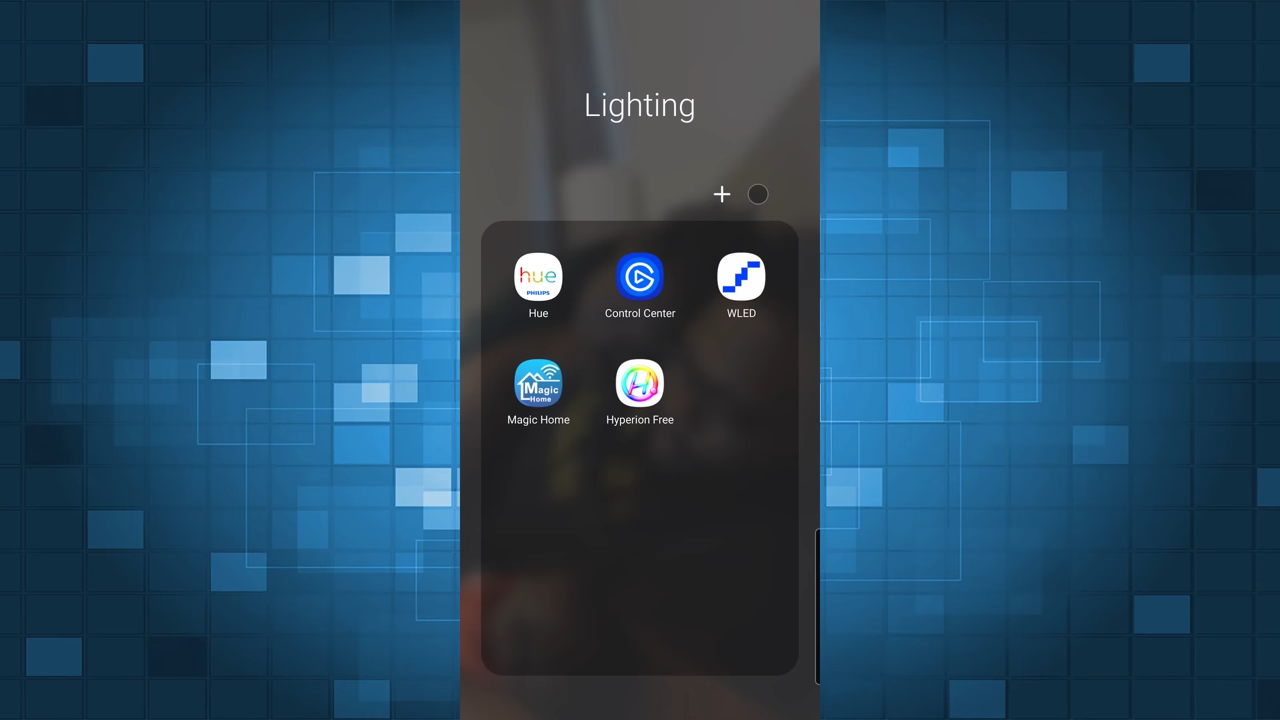 Lighting
hue
PHILIPS
Hue
Control Center
WLED
Magic
Home
Magic Home
H
Hyperion Free